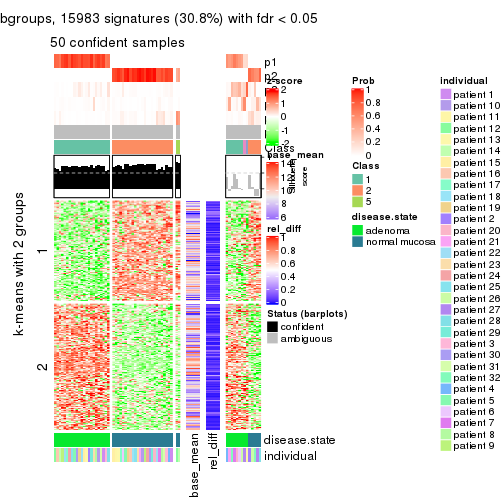 bgroups, 15983 signatures (30.8%) with fdr < 0.05
50 confident samples
p1
p2
z-score
2
1
0
-1
-2
Class
Silhouette
score
base_mean
14
12
10
8
6
rel_diff
1
0.8
0.6
0.4
0.2
0
Status (barplots)
confident
ambiguous
k-means with 2 groups
1
2
disease.state
individual
base_mean
rel_diff
Prob
1
0.8
0.6
0.4
0.2
0
Class
1
2
5
disease.state
adenoma
normal mucosa
individual
patient 1
patient 10
patient 11
patient 12
patient 13
patient 14
patient 15
patient 16
patient 17
patient 18
patient 19
patient 2
patient 20
patient 21
patient 22
patient 23
patient 24
patient 25
patient 26
patient 27
patient 28
patient 29
patient 3
patient 30
patient 31
patient 32
patient 4
patient 5
patient 6
patient 7
patient 8
patient 9